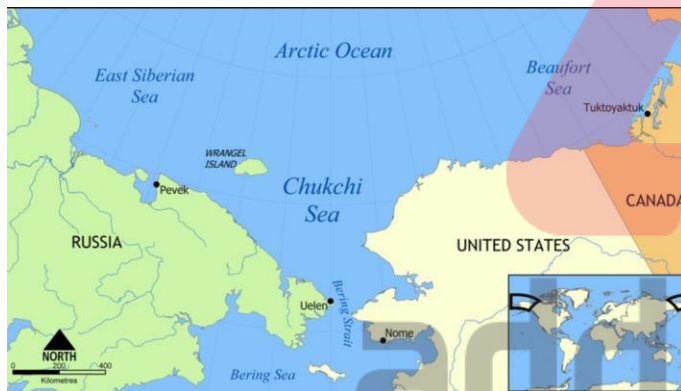 Arctic Ocean
East Siberian
Sea
Beaufort
Sea
Tuktoyaktuk
WRANGEL
ISLAND
Pevek
Chukchi
Sea
CANADA
RUSSIA
UNITED STATES
Uelen
Bering Strait
Nome
NORTH
0 200 400
Kilometres
Bering Sea
add